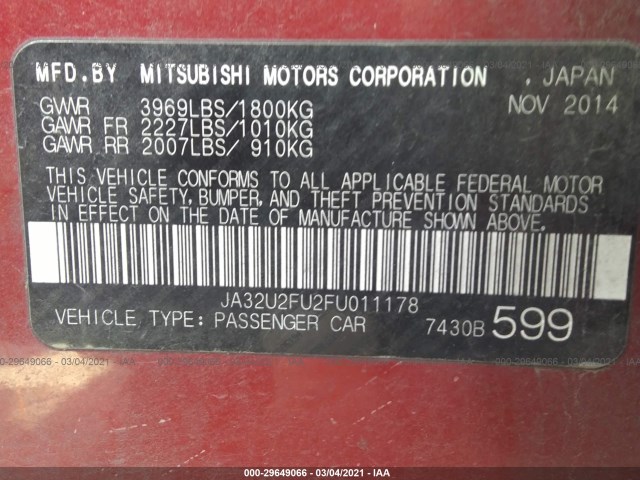 MFD.BY MITSUBISHI MOTORS CORPORATION , JAPAN
GVWR 3969LBS/1800KG NOV 2014
GAWR FR 2227LBS/1010KG
GAWR RR 2007LBS/ 910KG
THIS VEHICLE CONFORMS TO ALL APPLICABLE FEDERAL MOTOR
VEHICLE SAFETY, BUMPER, AND THEFT PREVENTION STANDARDS
IN EFFECT ON THE DATE OF MANUFACTURE SHOWN ABOVE.
JA32U2FU2FU011178
VEHICLE TYPE: PASSENGER CAR 7430B 599
000-29649066 - 03/04/2021 - IAA